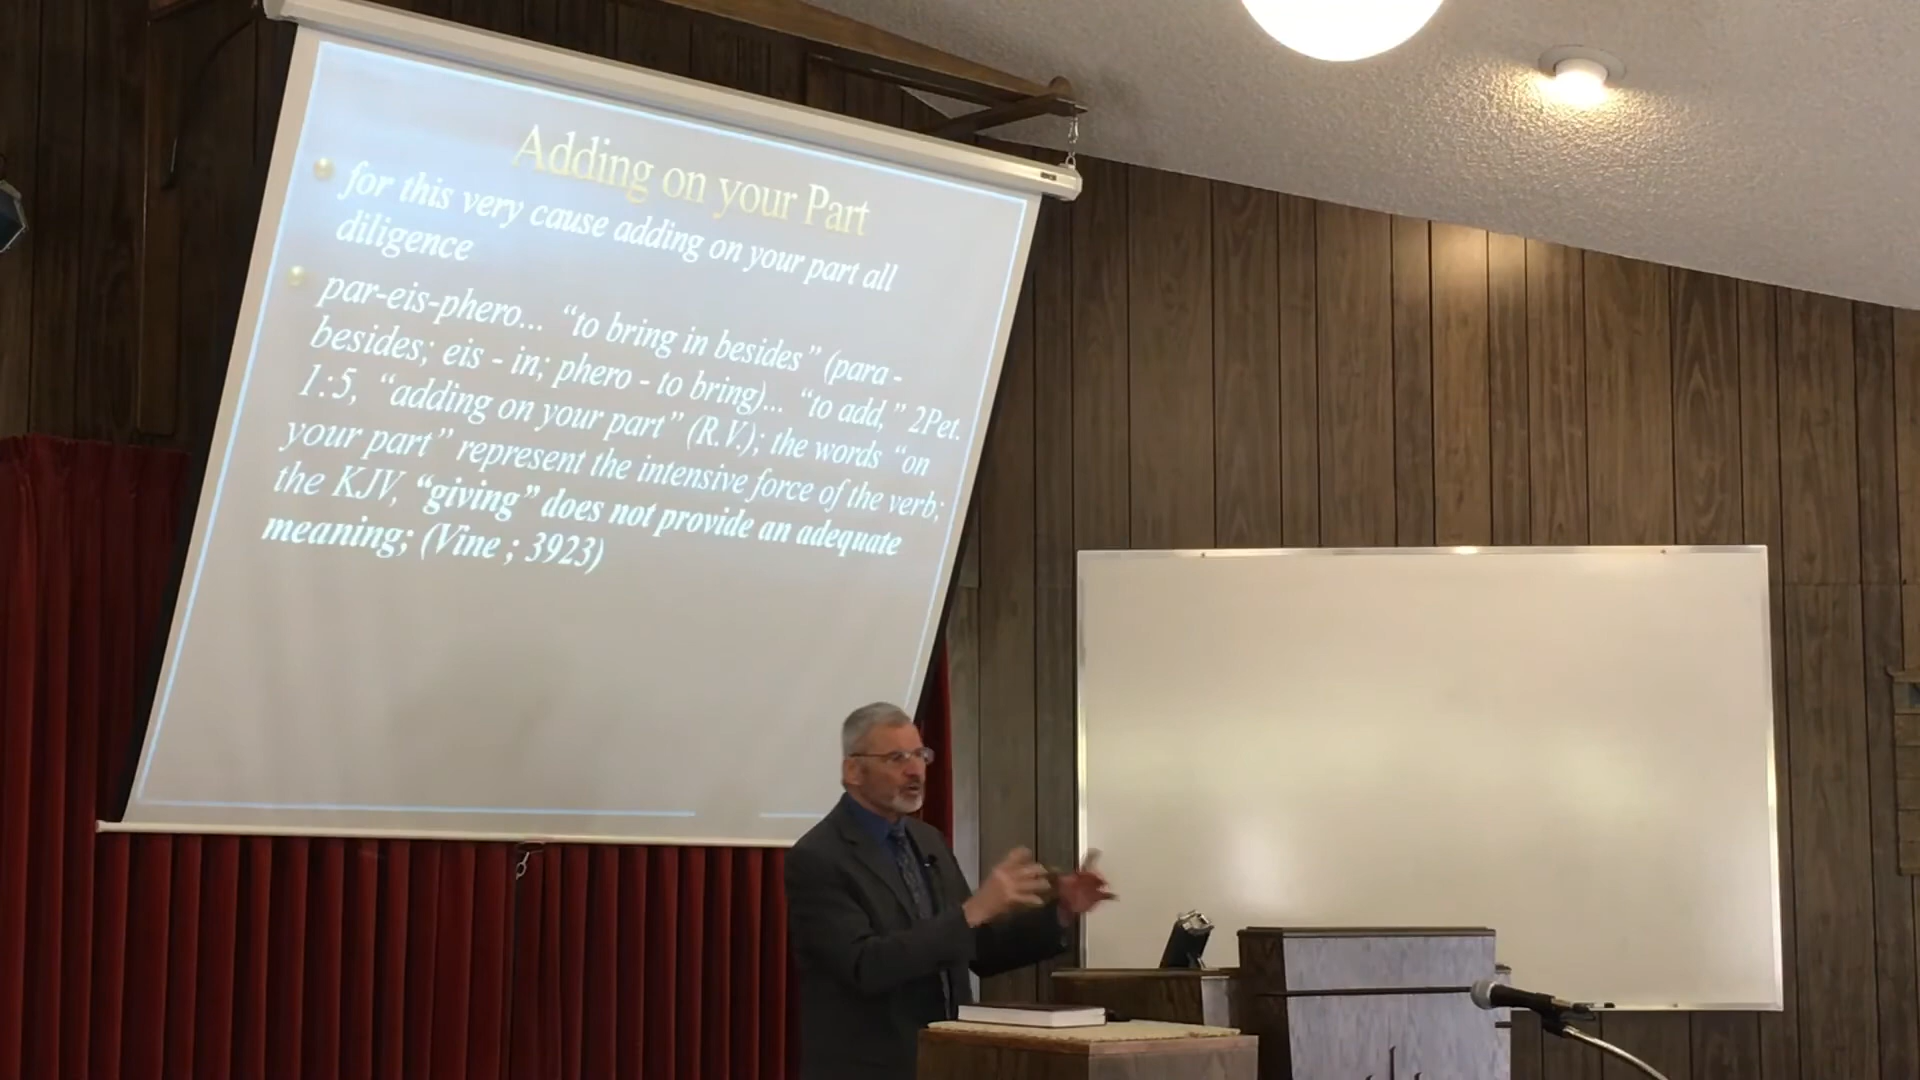 Adding on your Part
for this very cause adding on your part all
diligence
par-eis-phero... “to bring in besides” (para -
besides; eis - in; phero - to bring)... “to add,” 2Pet.
1:5, “adding on your part” (R.V.); the words “on
your part” represent the intensive force of the verb;
the KJV, “giving” does not provide an adequate
meaning; (Vine ; 3923)